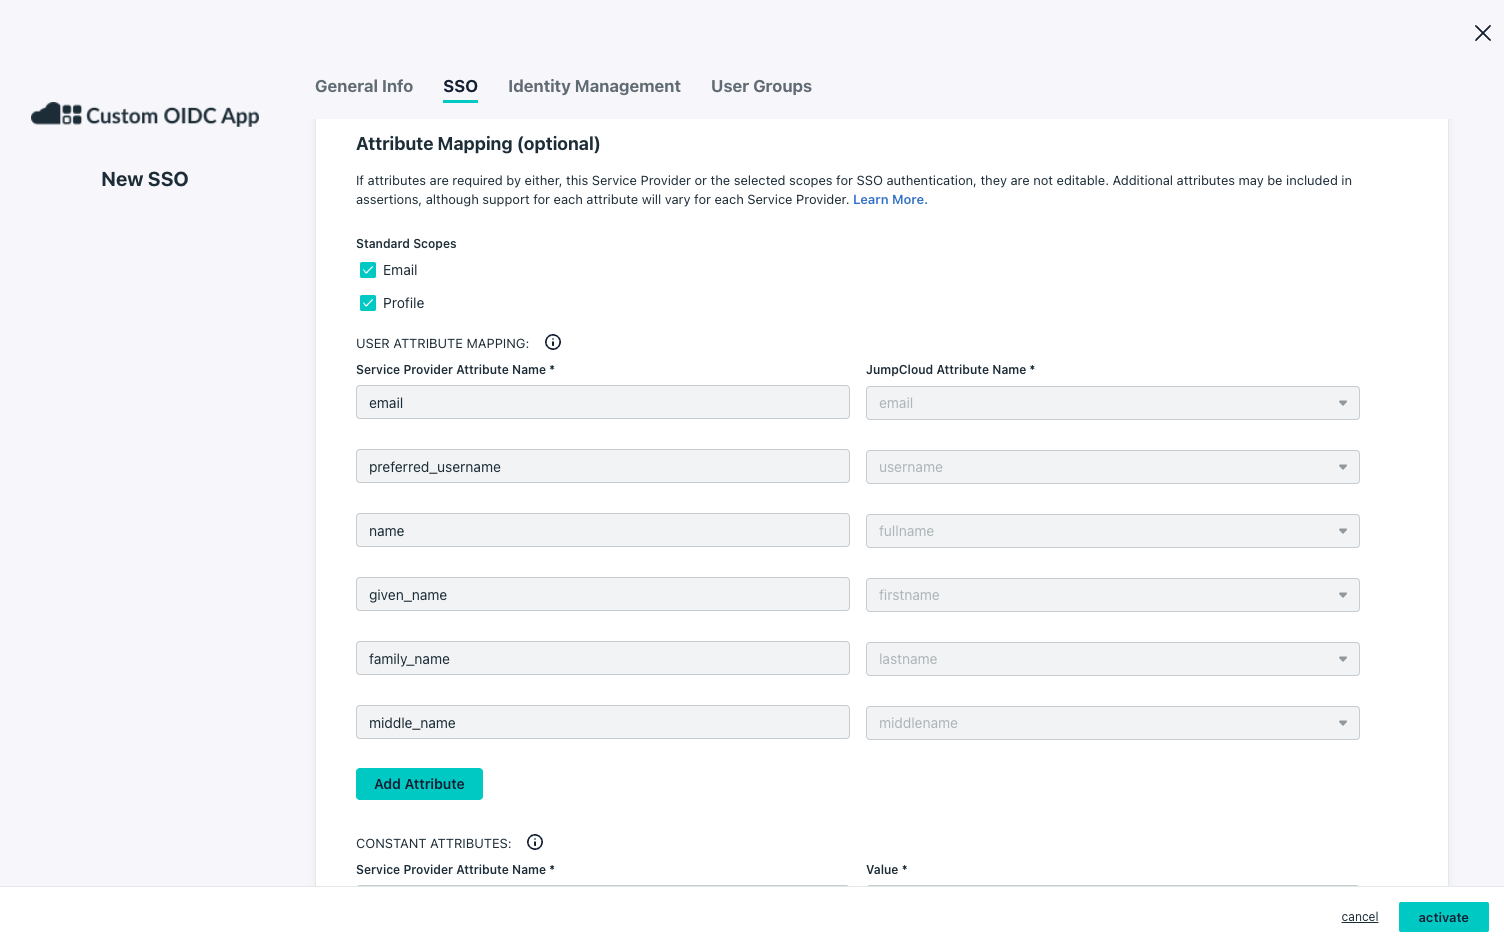 General Info
SSO
Identity Management
User Groups
Custom OIDC App
New SSO
Attribute Mapping (optional)
If attributes are required by either, this Service Provider or the selected scopes for SSO authentication, they are not editable. Additional attributes may be included in
assertions, although support for each attribute will vary for each Service Provider. Learn More.
Standard Scopes
Email
Profile
USER ATTRIBUTE MAPPING:
Service Provider Attribute Name *
JumpCloud Attribute Name *
email
email
preferred_username
username
name
fullname
given_name
firstname
family_name
lastname
middle_name
middlename
Add Attribute
CONSTANT ATTRIBUTES:
Service Provider Attribute Name *
Value *
cancel
activate